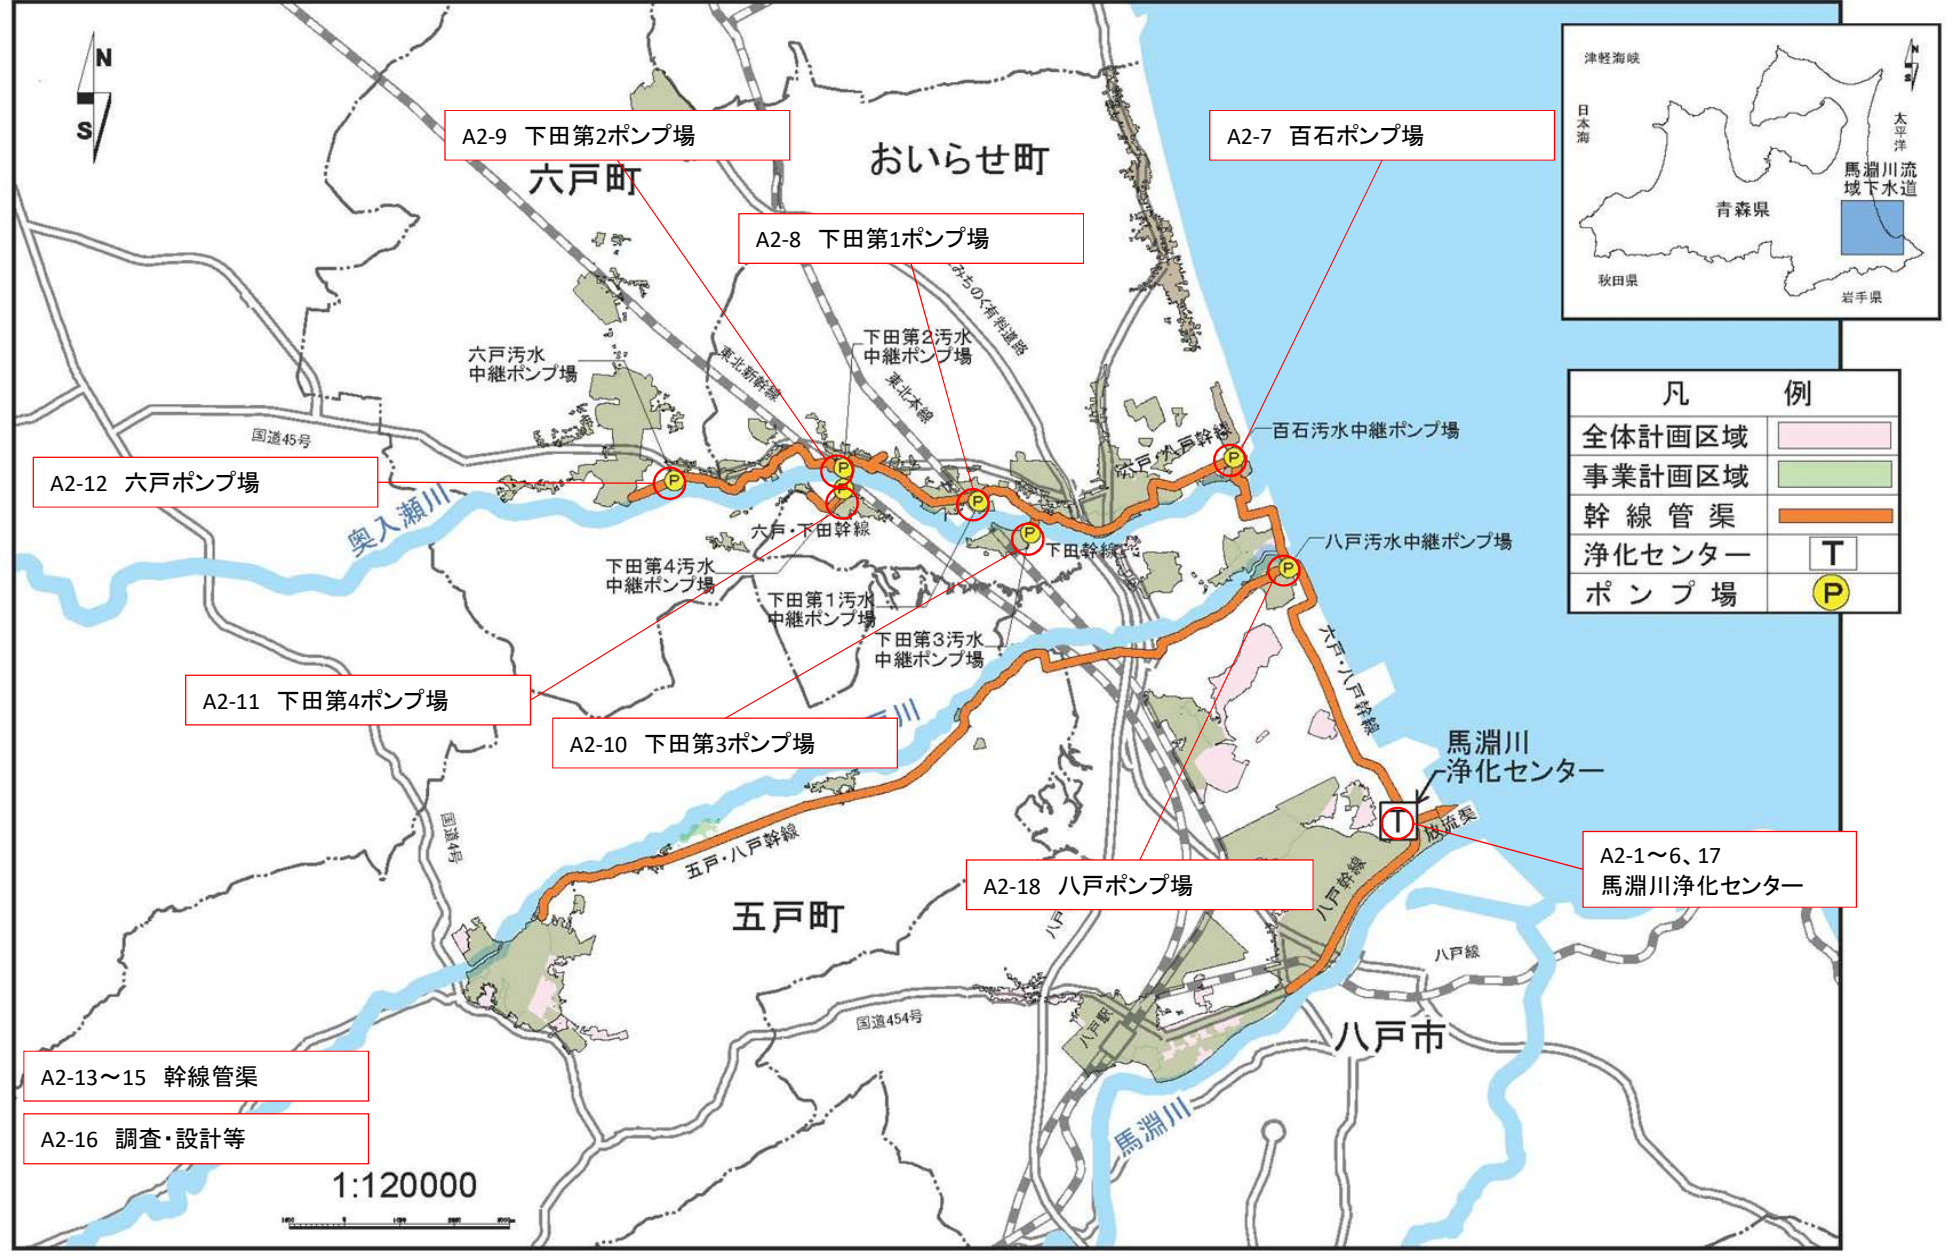 N
S
A2-9 下田第2ポンプ場
六戸町
おいらせ町
A2-7 百石ポンプ場
A2-8 下田第1ポンプ場
みちのく有料道路
下田第2汚水
中継ポンプ場
六戸汚水
中継ポンプ場
東北新幹線
東北本線
国道45号
六戸・八戸幹線
百石汚水中継ポンプ場
A2-12 六戸ポンプ場
P
P
P
P
P
P
P
奥入瀬川
六戸・下田幹線
下田幹線
八戸汚水中継ポンプ場
下田第4汚水
中継ポンプ場
下田第1汚水
中継ポンプ場
下田第3汚水
中継ポンプ場
六戸・八戸幹線
A2-11 下田第4ポンプ場
A2-10 下田第3ポンプ場
戸川
馬淵川
浄化センター
T
放流渠
国道4号
五戸・八戸幹線
A2-18 八戸ポンプ場
八戸幹線
A2-1～6、17
馬淵川浄化センター
五戸町
八戸
八戸線
国道454号
八戸駅
八戸市
馬淵川
A2-13～15 幹線管渠
A2-16 調査・設計等
1:120000
津軽海峡
N
S
日本海
太平洋
馬淵川流
域下水道
青森県
秋田県
岩手県
凡 例
全体計画区域
事業計画区域
幹線管渠
浄化センター T
ポンプ場 P